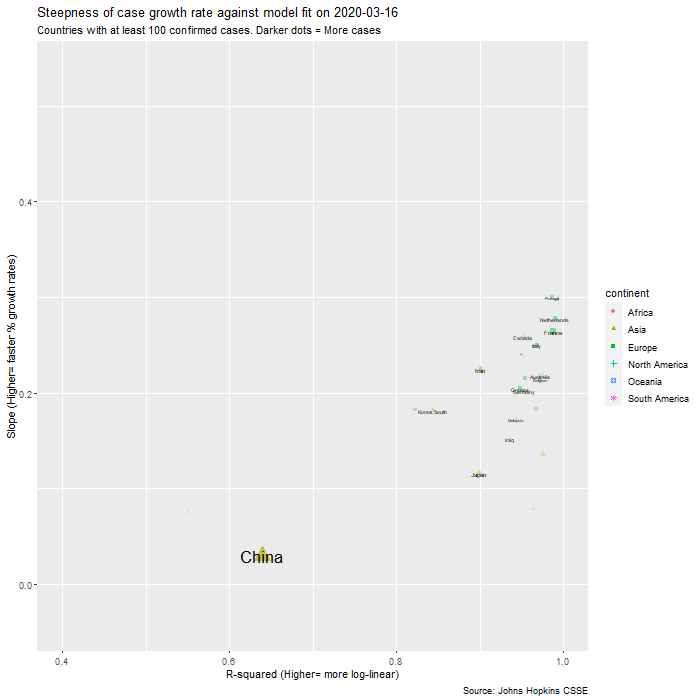 Steepness of case growth rate against model fit on 2020-03-16
Countries with at least 100 confirmed cases. Darker dots = More cases
Slope (Higher= faster % growth rates)
0.4
0.2
0.0
Portugal
Netherlands
France
Canada
Italy
Iran
Australia
Belgium
Greece
Germany
Korea, South
Malaysia
Iraq
Japan
China
0.4
0.6
0.8
1.0
R-squared (Higher= more log-linear)
continent
Africa
Asia
Europe
North America
Oceania
South America
Source: Johns Hopkins CSSE